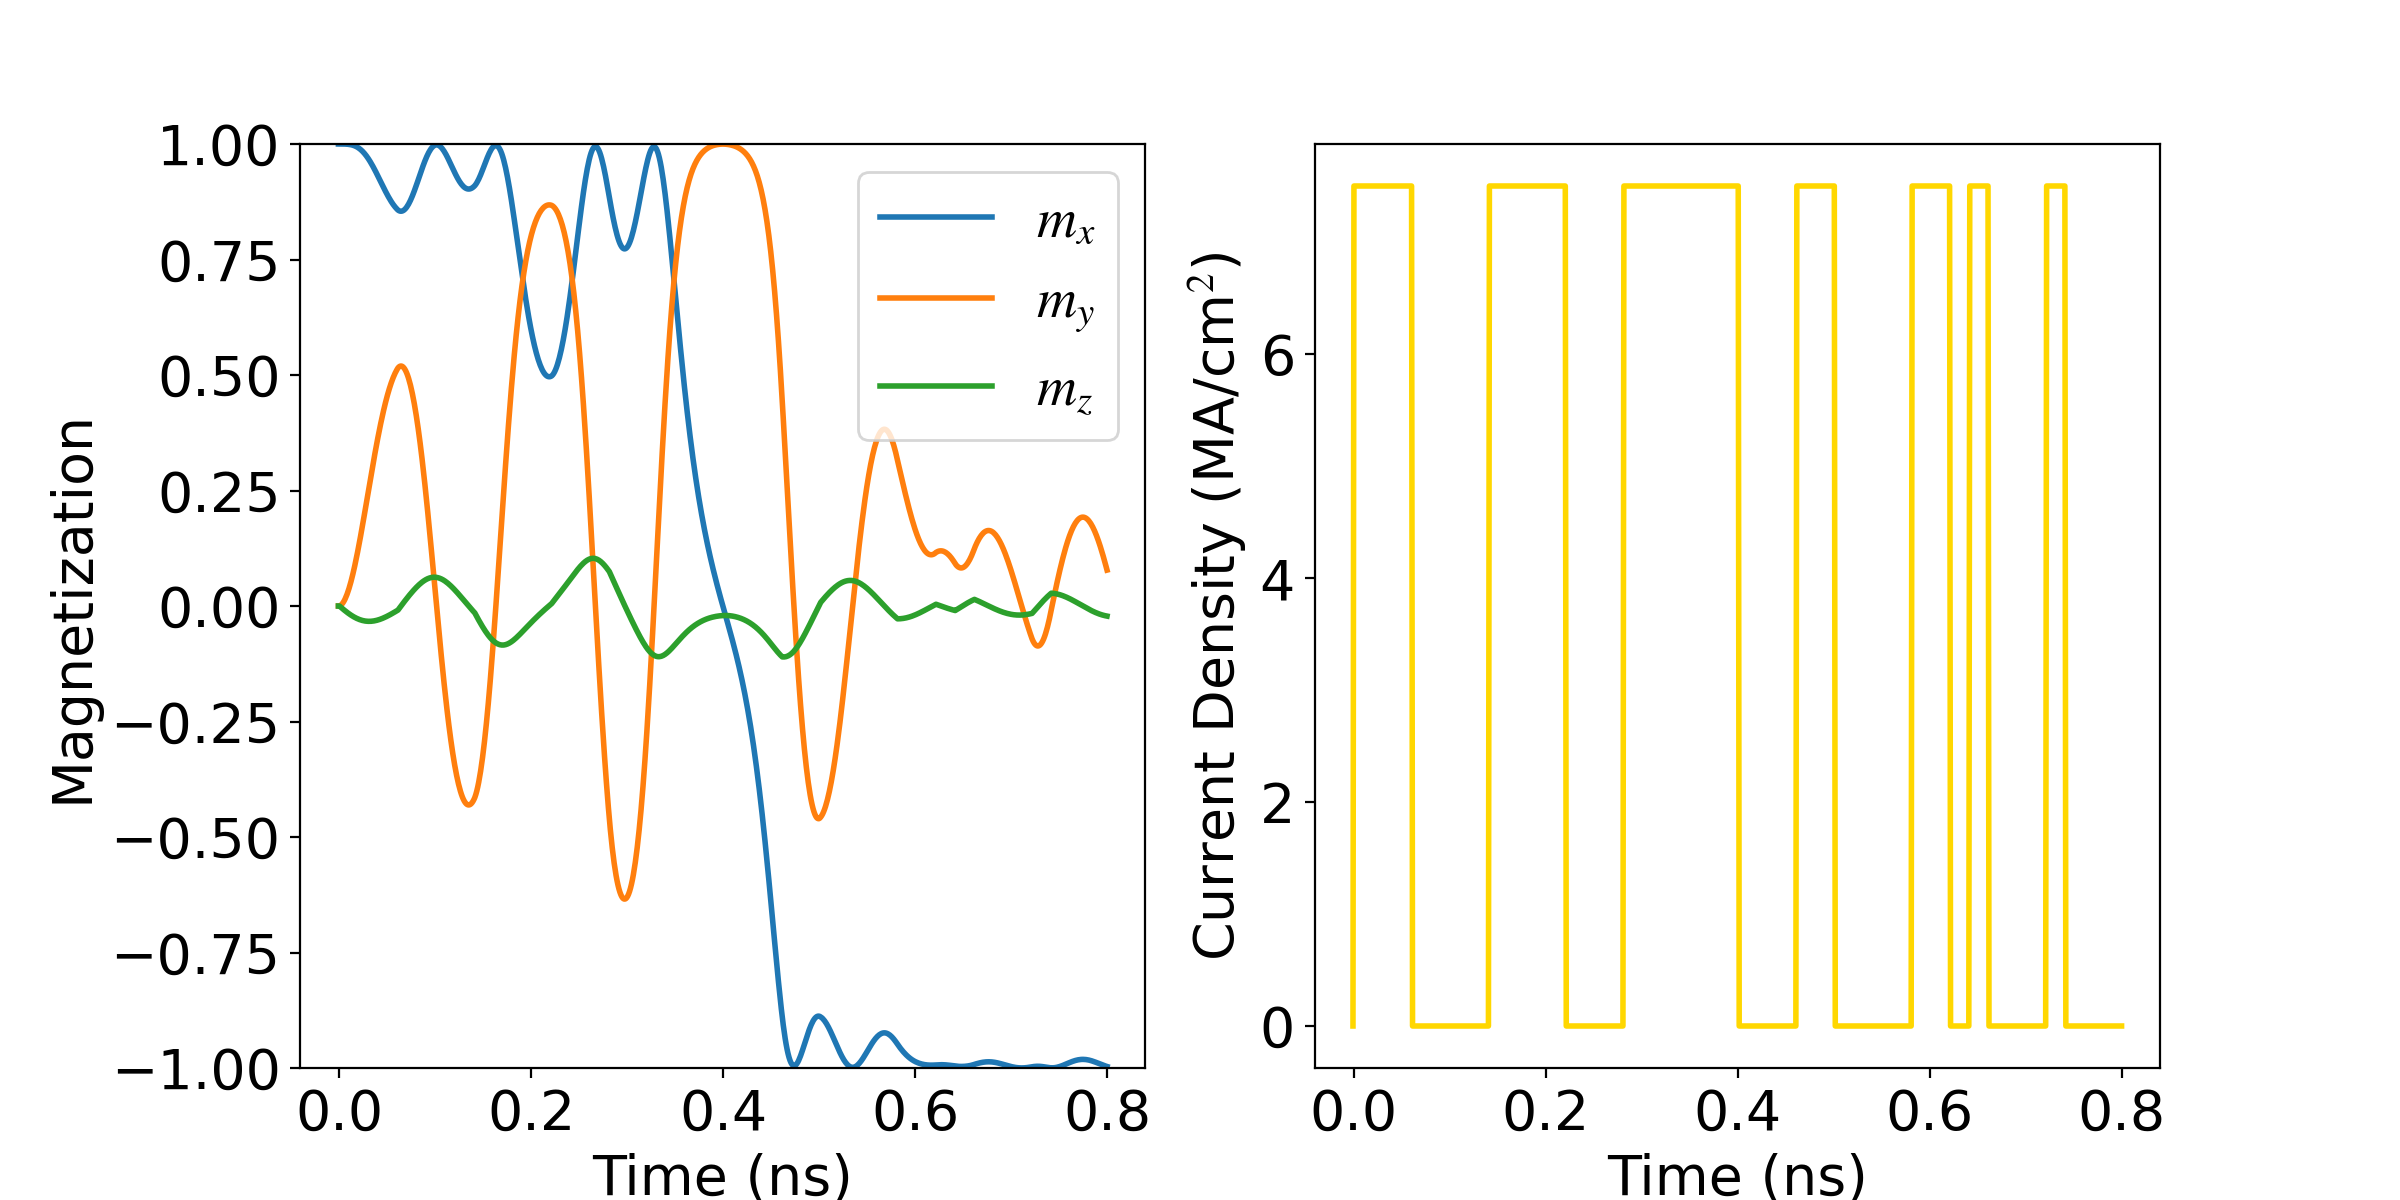 Magnetization
1.00
0.75
0.50
0.25
0.00
−0.25
−0.50
−0.75
−1.00
0.0 0.2 0.4 0.6 0.8
Time (ns)
m_x
m_y
m_z
Current Density (MA/cm²)
6
4
2
0
0.0 0.2 0.4 0.6 0.8
Time (ns)